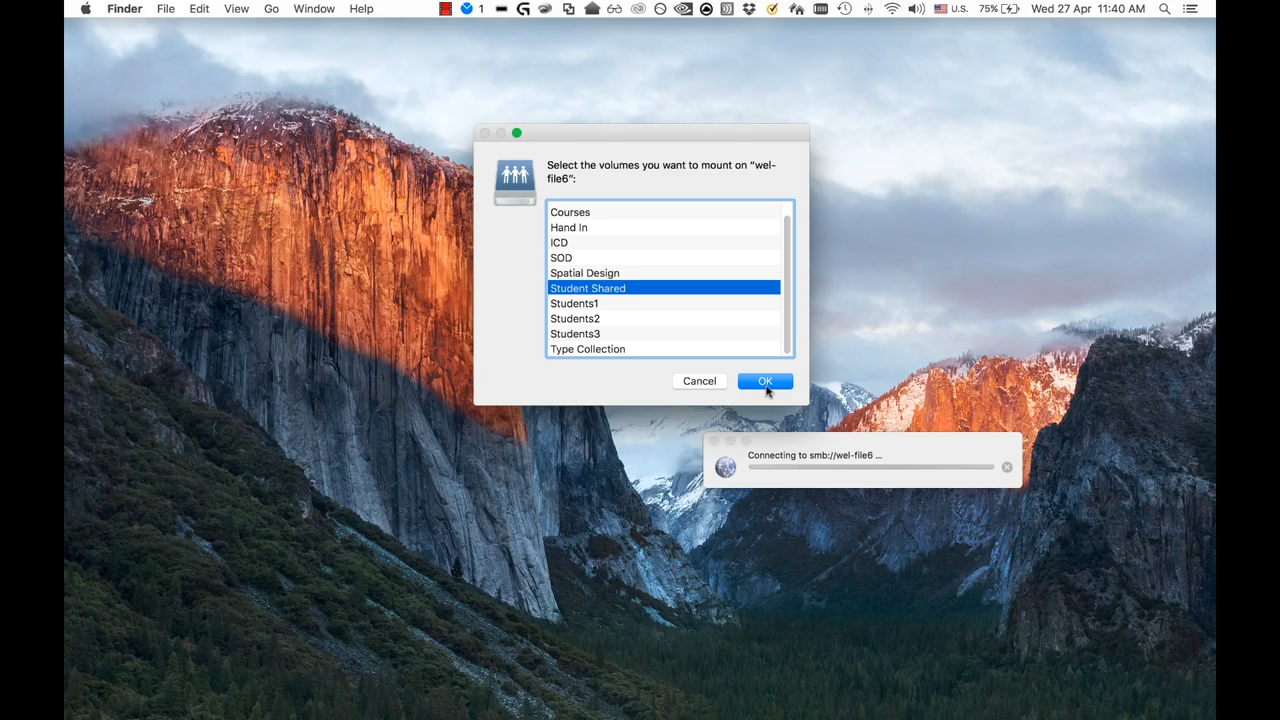 Finder File Edit View Go Window Help 1 U.S. 75% Wed 27 Apr 11:40 AM
Select the volumes you want to mount on “wel-
file6”:
Courses
Hand In
ICD
SOD
Spatial Design
Student Shared
Students1
Students2
Students3
Type Collection
Cancel OK
Connecting to smb://wel-file6 ...